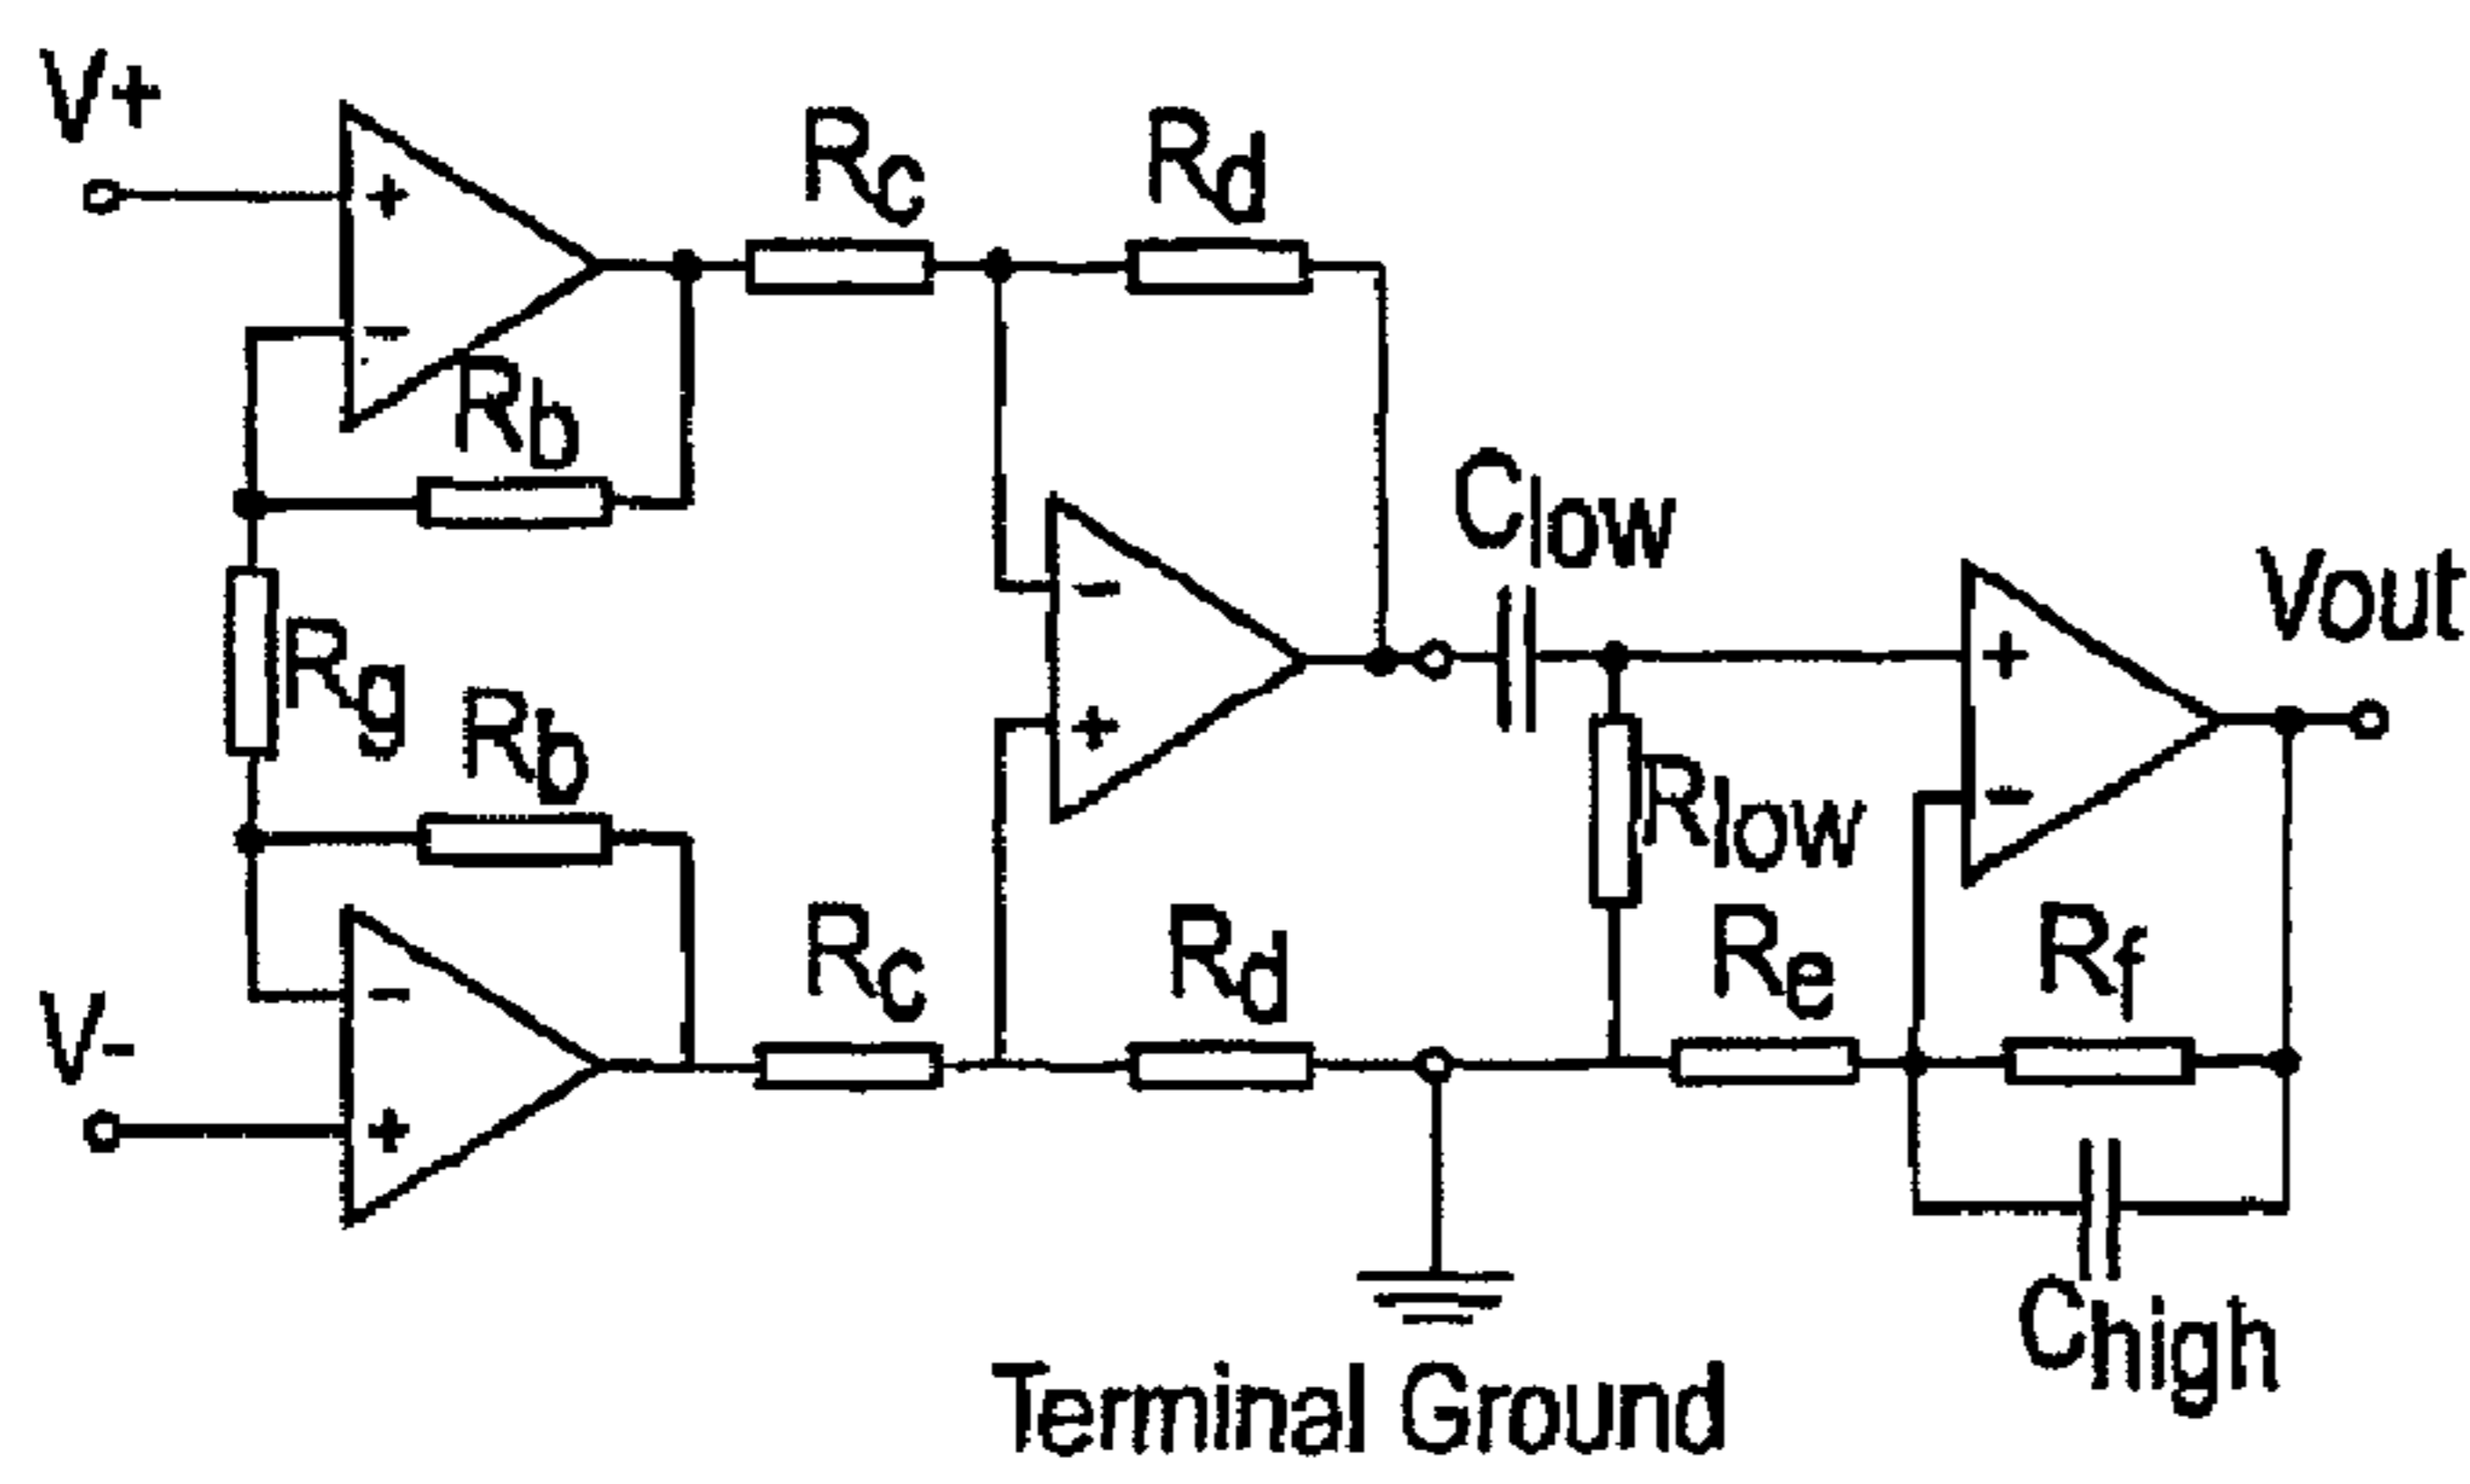 V+
Rc
Rd
Rb
Clow
Vout
Rg
Rb
Rlow
Rc
Rd
Re
Rf
V-
Chigh
Terminal Ground